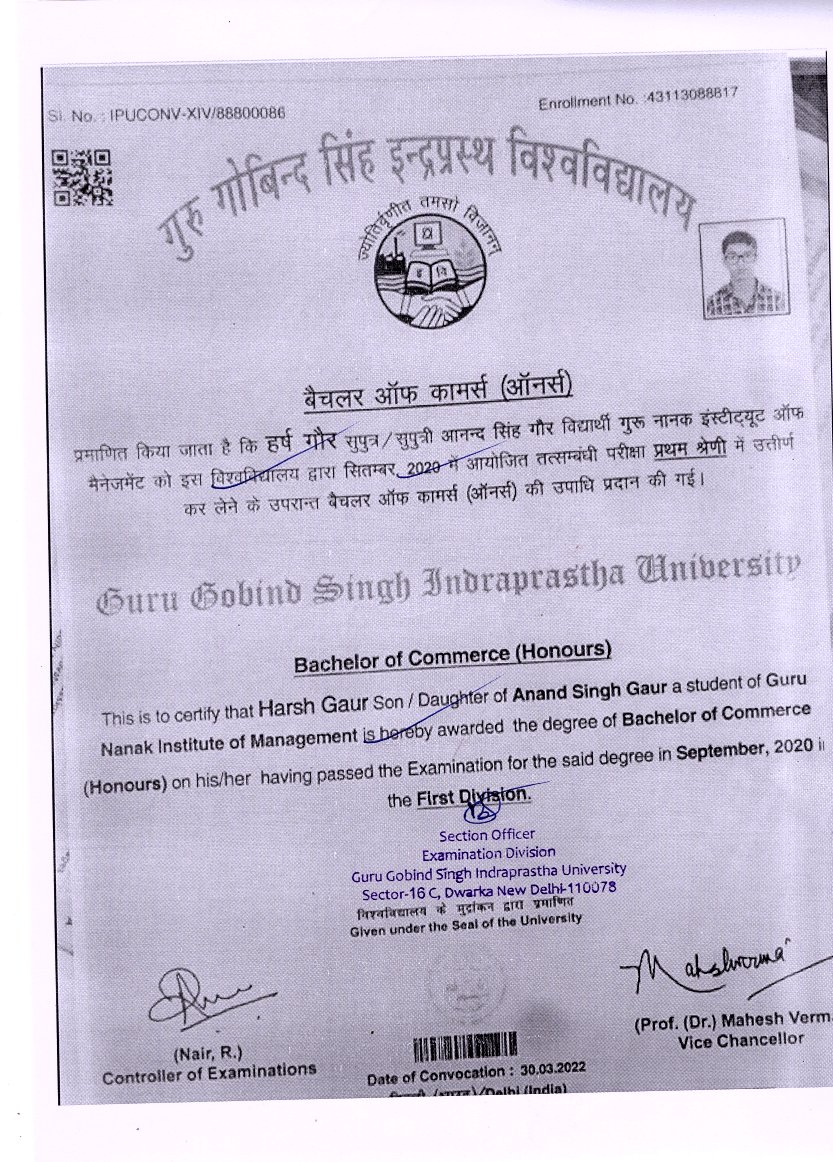 Sl. No. : IPUCONV-XIV/88800086
Enrollment No. :43113088817
गुरु गोबिन्द सिंह इन्द्रप्रस्थ विश्वविद्यालय
ज्योतिर्वृणीत तमसो विजानन्
इ वि
बैचलर ऑफ कामर्स (ऑनर्स)
प्रमाणित किया जाता है कि हर्ष गौर सुपुत्र/सुपुत्री आनन्द सिंह गौर विद्यार्थी गुरू नानक इंस्टीट्यूट ऑफ
मैनेजमेंट को इस विश्वविद्यालय द्वारा सितम्बर, 2020 में आयोजित तत्सम्बंधी परीक्षा प्रथम श्रेणी में उत्तीर्ण
कर लेने के उपरान्त बैचलर ऑफ कामर्स (ऑनर्स) की उपाधि प्रदान की गई।
Guru Gobind Singh Indraprastha University
Bachelor of Commerce (Honours)
This is to certify that Harsh Gaur Son / Daughter of Anand Singh Gaur a student of Guru
Nanak Institute of Management is hereby awarded the degree of Bachelor of Commerce
(Honours) on his/her having passed the Examination for the said degree in September, 2020 i
the First Division.
Section Officer
Examination Division
Guru Gobind Singh Indraprastha University
Sector-16 C, Dwarka New Delhi-110078
विश्वविद्यालय के मुद्रांकन द्वारा प्रमाणित
Given under the Seal of the University
Maheshverma
(Nair, R.)
Controller of Examinations
(Prof. (Dr.) Mahesh Verm
Vice Chancellor
Date of Convocation : 30.03.2022
/Delhi (India)